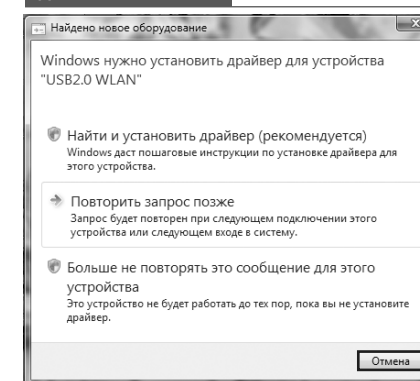 Найдено новое оборудование
Windows нужно установить драйвер для устройства
"USB2.0 WLAN"
Найти и установить драйвер (рекомендуется)
Windows даст пошаговые инструкции по установке драйвера для
этого устройства.
Повторить запрос позже
Запрос будет повторен при следующем подключении этого
устройства или следующем входе в систему.
Больше не повторять это сообщение для этого
устройства
Это устройство не будет работать до тех пор, пока вы не установите
драйвер.
Отмена